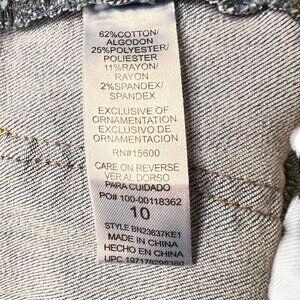 62%COTTON/
ALGODON
25%POLYESTER/
POLIESTER
11%RAYON/
RAYON
2%SPANDEX/
SPANDEX
EXCLUSIVE OF
ORNAMENTATION
EXCLUSIVO DE
ORNAMENTACION
RN#15600
CARE ON REVERSE
VER AL DORSO
PARA CUIDADO
PO# 100-00118362
10
STYLE BN23637KE1
MADE IN CHINA
HECHO EN CHINA
UPC 197178295380